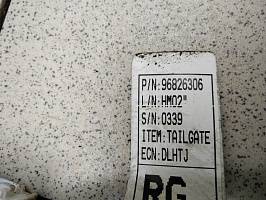 P/N:96826306
L/N:HM02"
S/N:0339
ITEM:TAILGATE
ECN:DLHTJ
RG